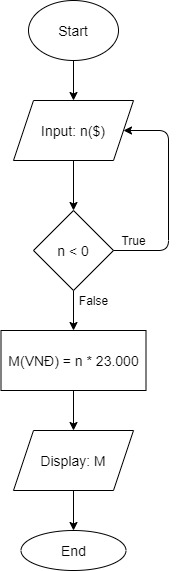 Start
Input: n($)
n < 0
True
False
M(VNĐ) = n * 23.000
Display: M
End